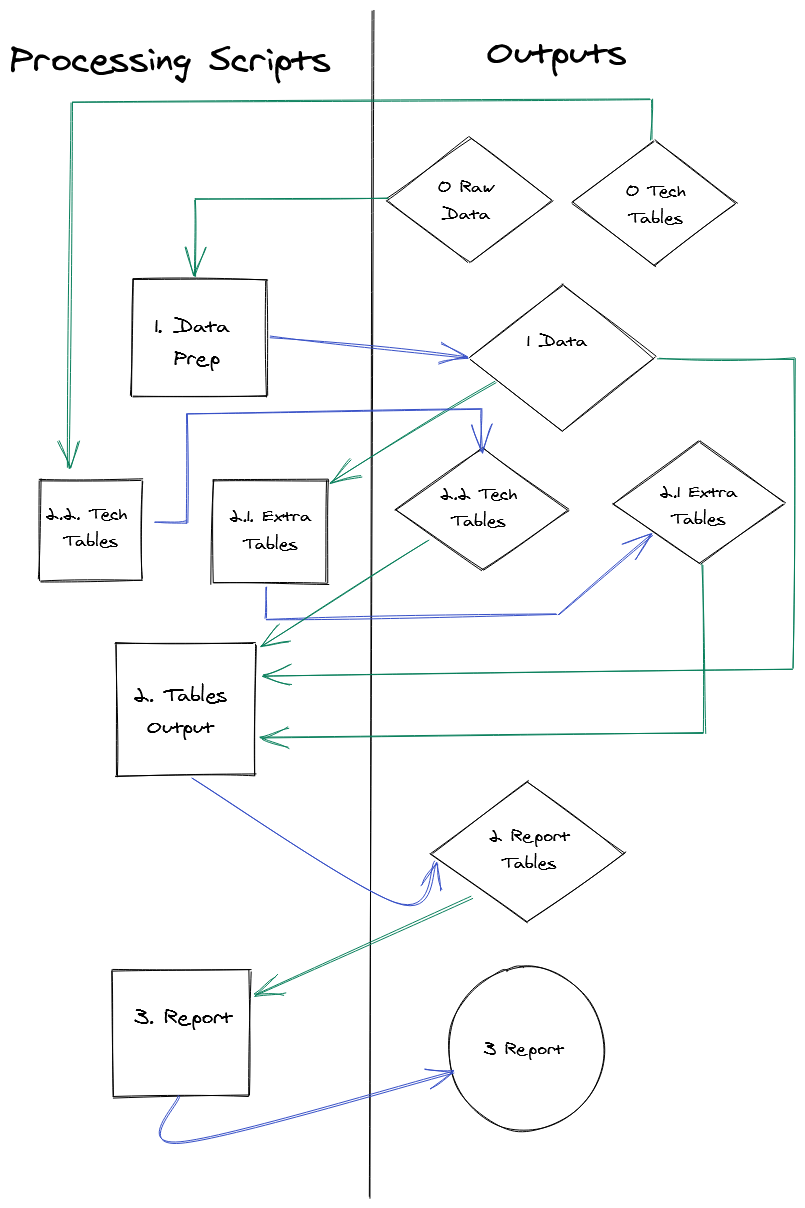 Processing Scripts
Outputs
0 Raw
Data
0 Tech
Tables
1. Data
Prep
1 Data
2.2. Tech
Tables
2.1. Extra
Tables
2.2 Tech
Tables
2.1 Extra
Tables
2. Tables
Output
2 Report
Tables
3. Report
3 Report